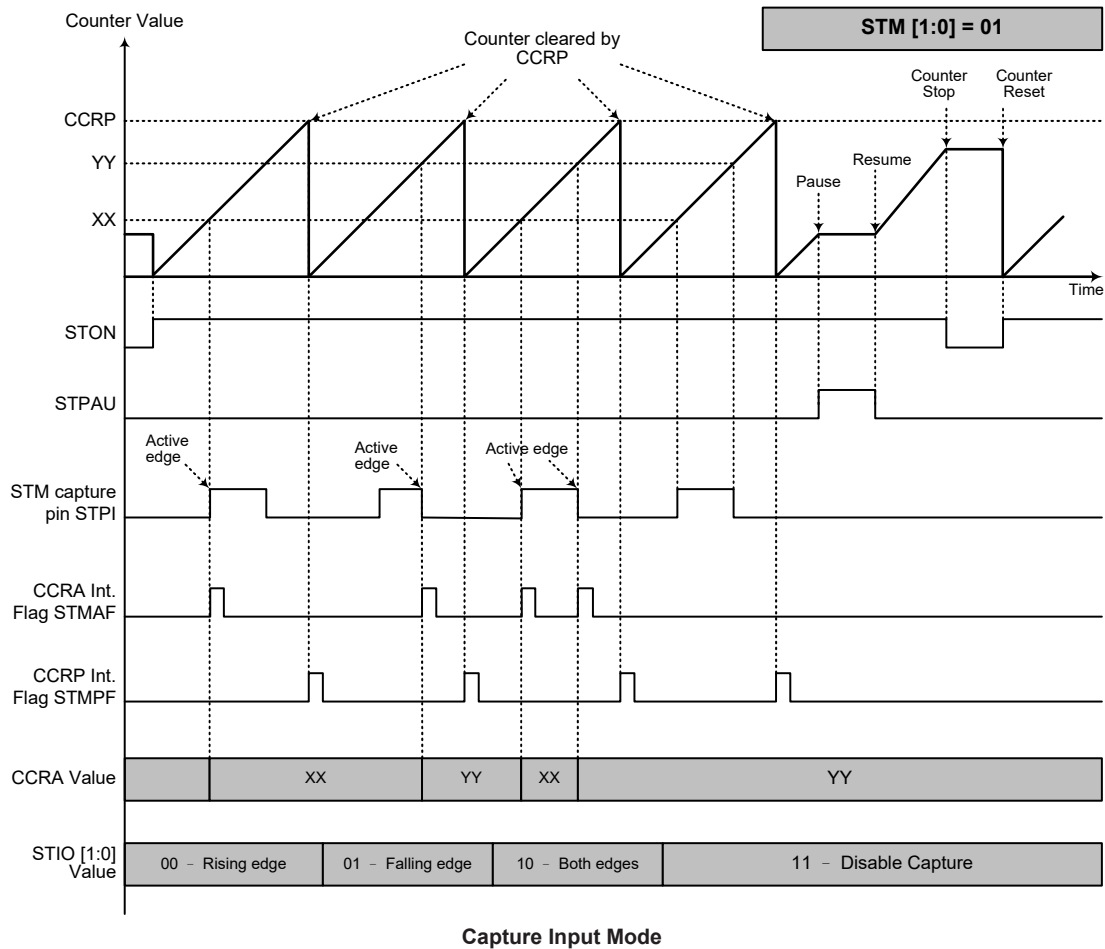 Counter Value
STM [1:0] = 01
Counter cleared by
CCRP
Counter
Stop
Counter
Reset
CCRP
YY
XX
Pause
Resume
Time
STON
STPAU
Active
edge
Active
edge
Active edge
STM capture
pin STPI
CCRA Int.
Flag STMAF
CCRP Int.
Flag STMPF
CCRA Value
XX
YY
XX
YY
STIO [1:0]
Value
00 – Rising edge
01 – Falling edge
10 – Both edges
11 – Disable Capture
Capture Input Mode